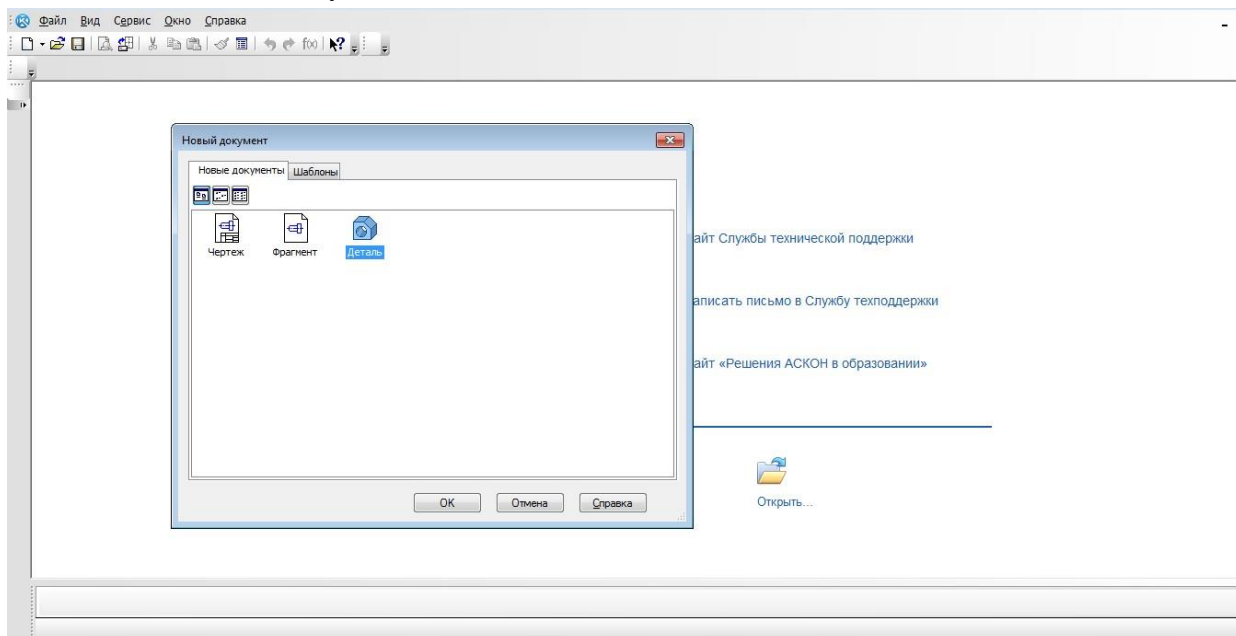 Файл Вид Сервис Окно Справка
f(x)
Новый документ
Новые документы Шаблоны
Чертеж Фрагмент Деталь
айт Службы технической поддержки
аписать письмо в Службу техподдержки
айт «Решения АСКОН в образовании»
OK Отмена Справка
Открыть...